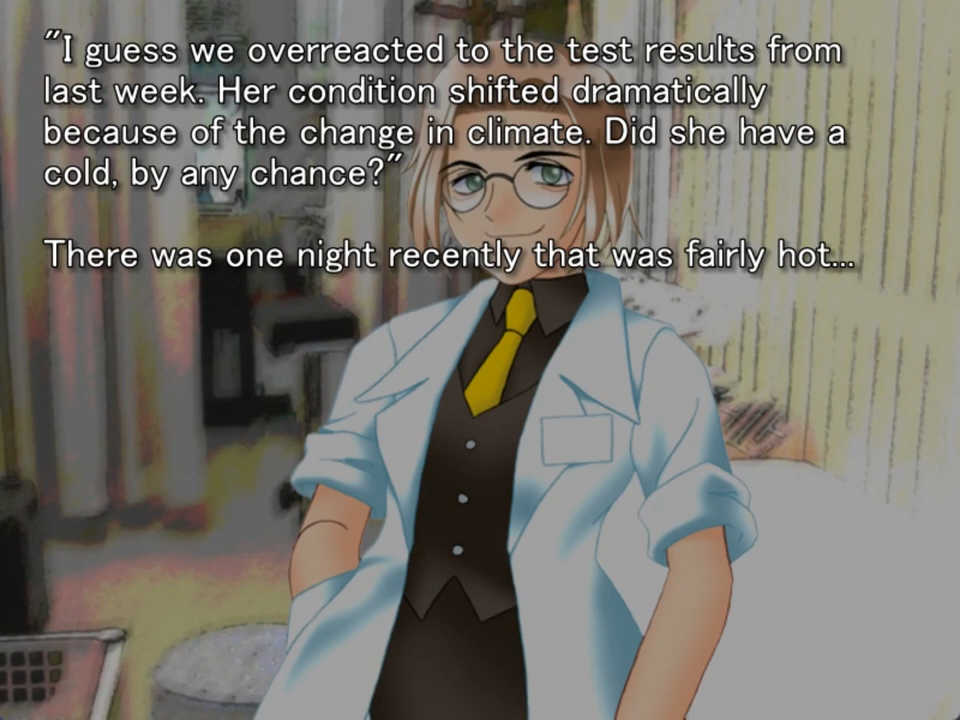 "I guess we overreacted to the test results from
last week. Her condition shifted dramatically
because of the change in climate. Did she have a
cold, by any chance?"
There was one night recently that was fairly hot...